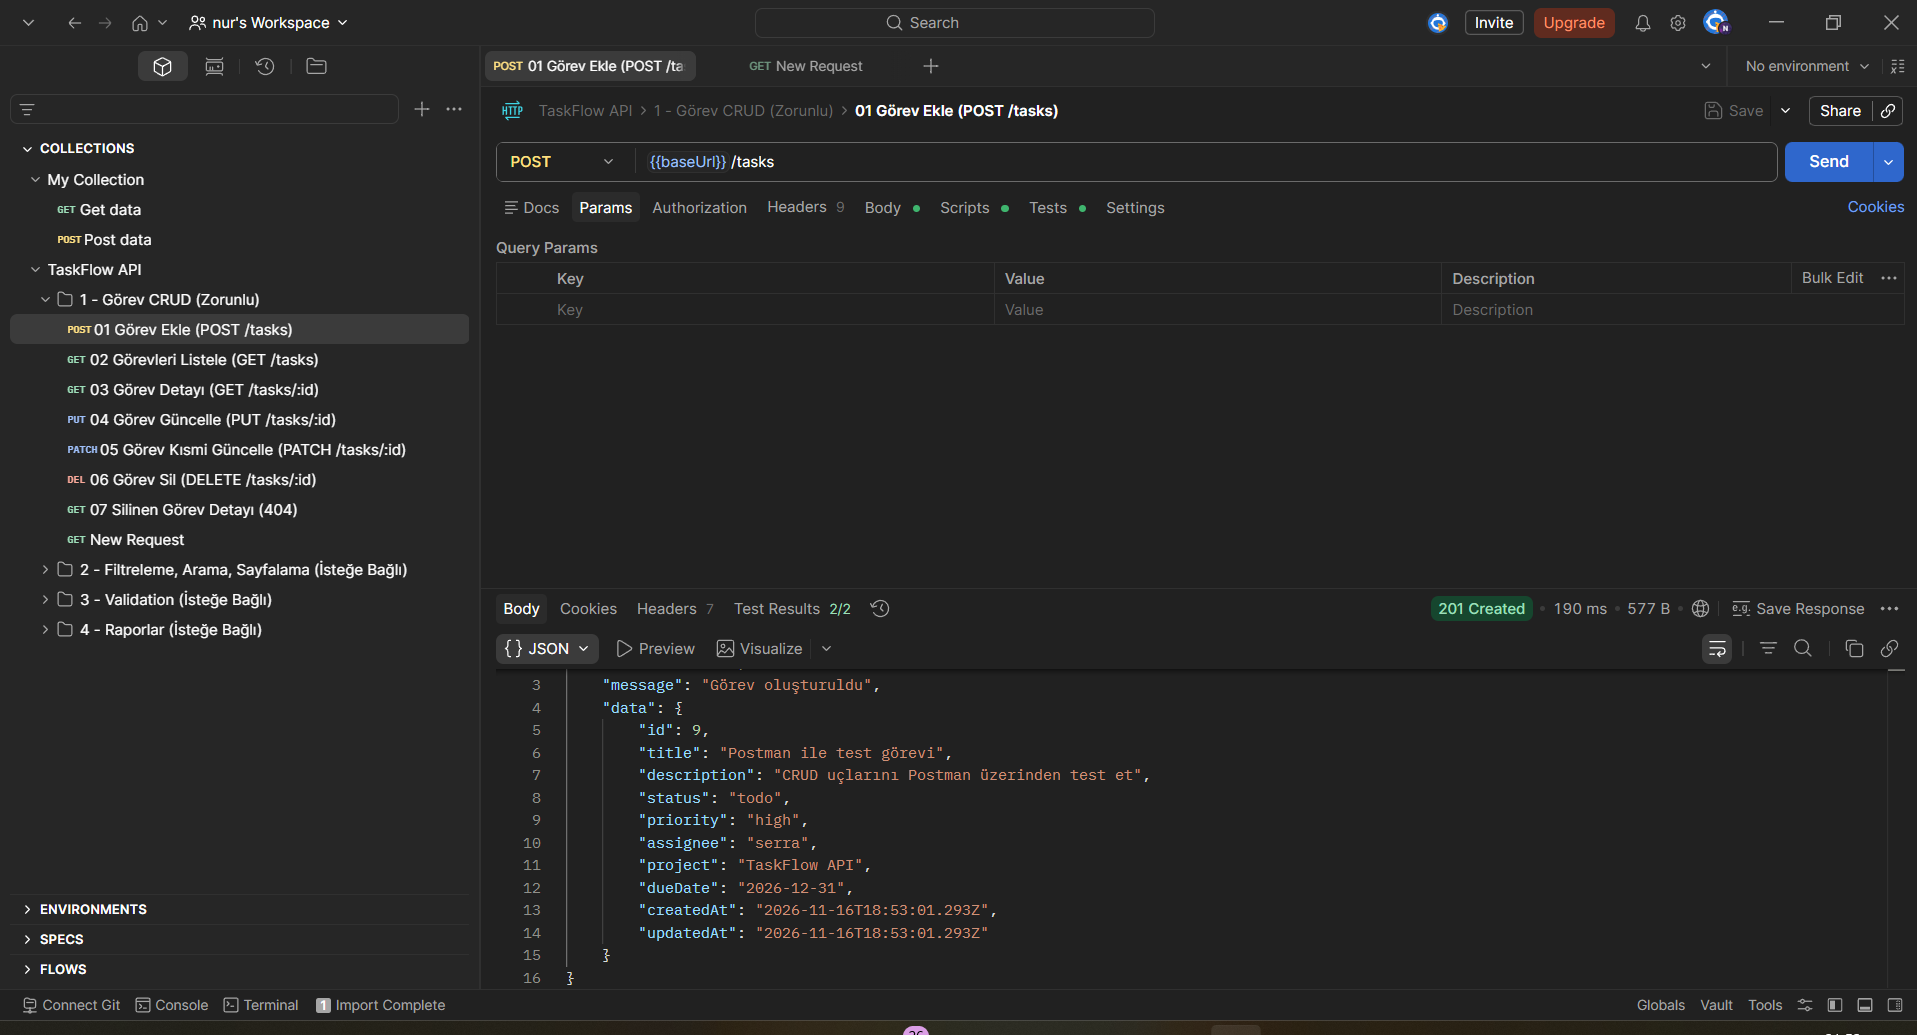 nur's Workspace
Search
Invite
Upgrade
POST 01 Görev Ekle (POST /ta
GET New Request
No environment
HTTP TaskFlow API > 1 - Görev CRUD (Zorunlu) > 01 Görev Ekle (POST /tasks)
Save
Share
COLLECTIONS
My Collection
GET Get data
POST Post data
TaskFlow API
1 - Görev CRUD (Zorunlu)
POST 01 Görev Ekle (POST /tasks)
GET 02 Görevleri Listele (GET /tasks)
GET 03 Görev Detayı (GET /tasks/:id)
PUT 04 Görev Güncelle (PUT /tasks/:id)
PATCH 05 Görev Kısmi Güncelle (PATCH /tasks/:id)
DEL 06 Görev Sil (DELETE /tasks/:id)
GET 07 Silinen Görev Detayı (404)
GET New Request
2 - Filtreleme, Arama, Sayfalama (İsteğe Bağlı)
3 - Validation (İsteğe Bağlı)
4 - Raporlar (İsteğe Bağlı)
ENVIRONMENTS
SPECS
FLOWS
POST {{baseUrl}} /tasks
Send
Docs Params Authorization Headers 9 Body Scripts Tests Settings
Cookies
Query Params
Key Value Description Bulk Edit
Key Value Description
Body Cookies Headers 7 Test Results 2/2
201 Created 190 ms 577 B e.g. Save Response
{} JSON Preview Visualize
3 "message": "Görev oluşturuldu",
4 "data": {
5 "id": 9,
6 "title": "Postman ile test görevi",
7 "description": "CRUD uçlarını Postman üzerinden test et",
8 "status": "todo",
9 "priority": "high",
10 "assignee": "serra",
11 "project": "TaskFlow API",
12 "dueDate": "2026-12-31",
13 "createdAt": "2026-11-16T18:53:01.293Z",
14 "updatedAt": "2026-11-16T18:53:01.293Z"
15 }
16 }
Connect Git Console Terminal 1 Import Complete
Globals Vault Tools